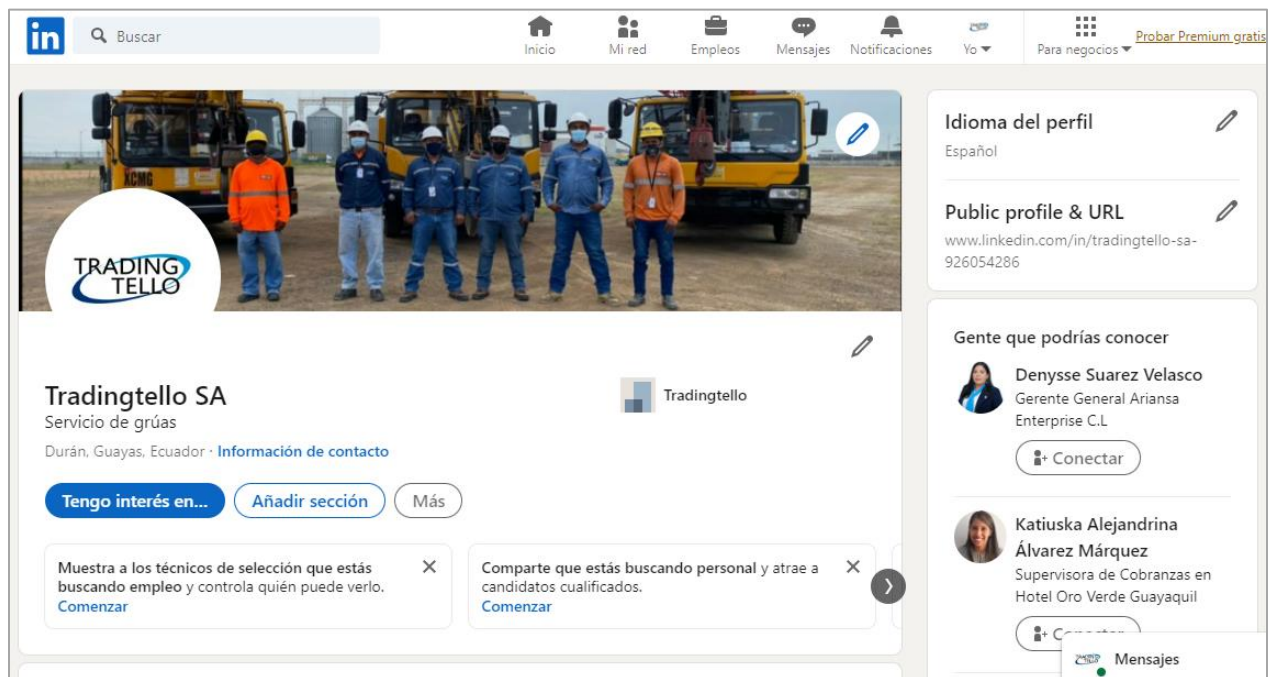 in
Buscar
Inicio
Mi red
Empleos
Mensajes
Notificaciones
Yo
Para negocios
Probar Premium gratis
XCMG
TRADING
TELLO
Tradingtello SA
Servicio de grúas
Durán, Guayas, Ecuador · Información de contacto
Tradingtello
Tengo interés en...
Añadir sección
Más
Muestra a los técnicos de selección que estás
buscando empleo y controla quién puede verlo.
Comenzar
Comparte que estás buscando personal y atrae a
candidatos cualificados.
Comenzar
Idioma del perfil
Español
Public profile & URL
www.linkedin.com/in/tradingtello-sa-
926054286
Gente que podrías conocer
Denysse Suarez Velasco
Gerente General Ariansa
Enterprise C.L
Conectar
Katiuska Alejandrina
Álvarez Márquez
Supervisora de Cobranzas en
Hotel Oro Verde Guayaquil
Conectar
TRADING
TELLO
Mensajes